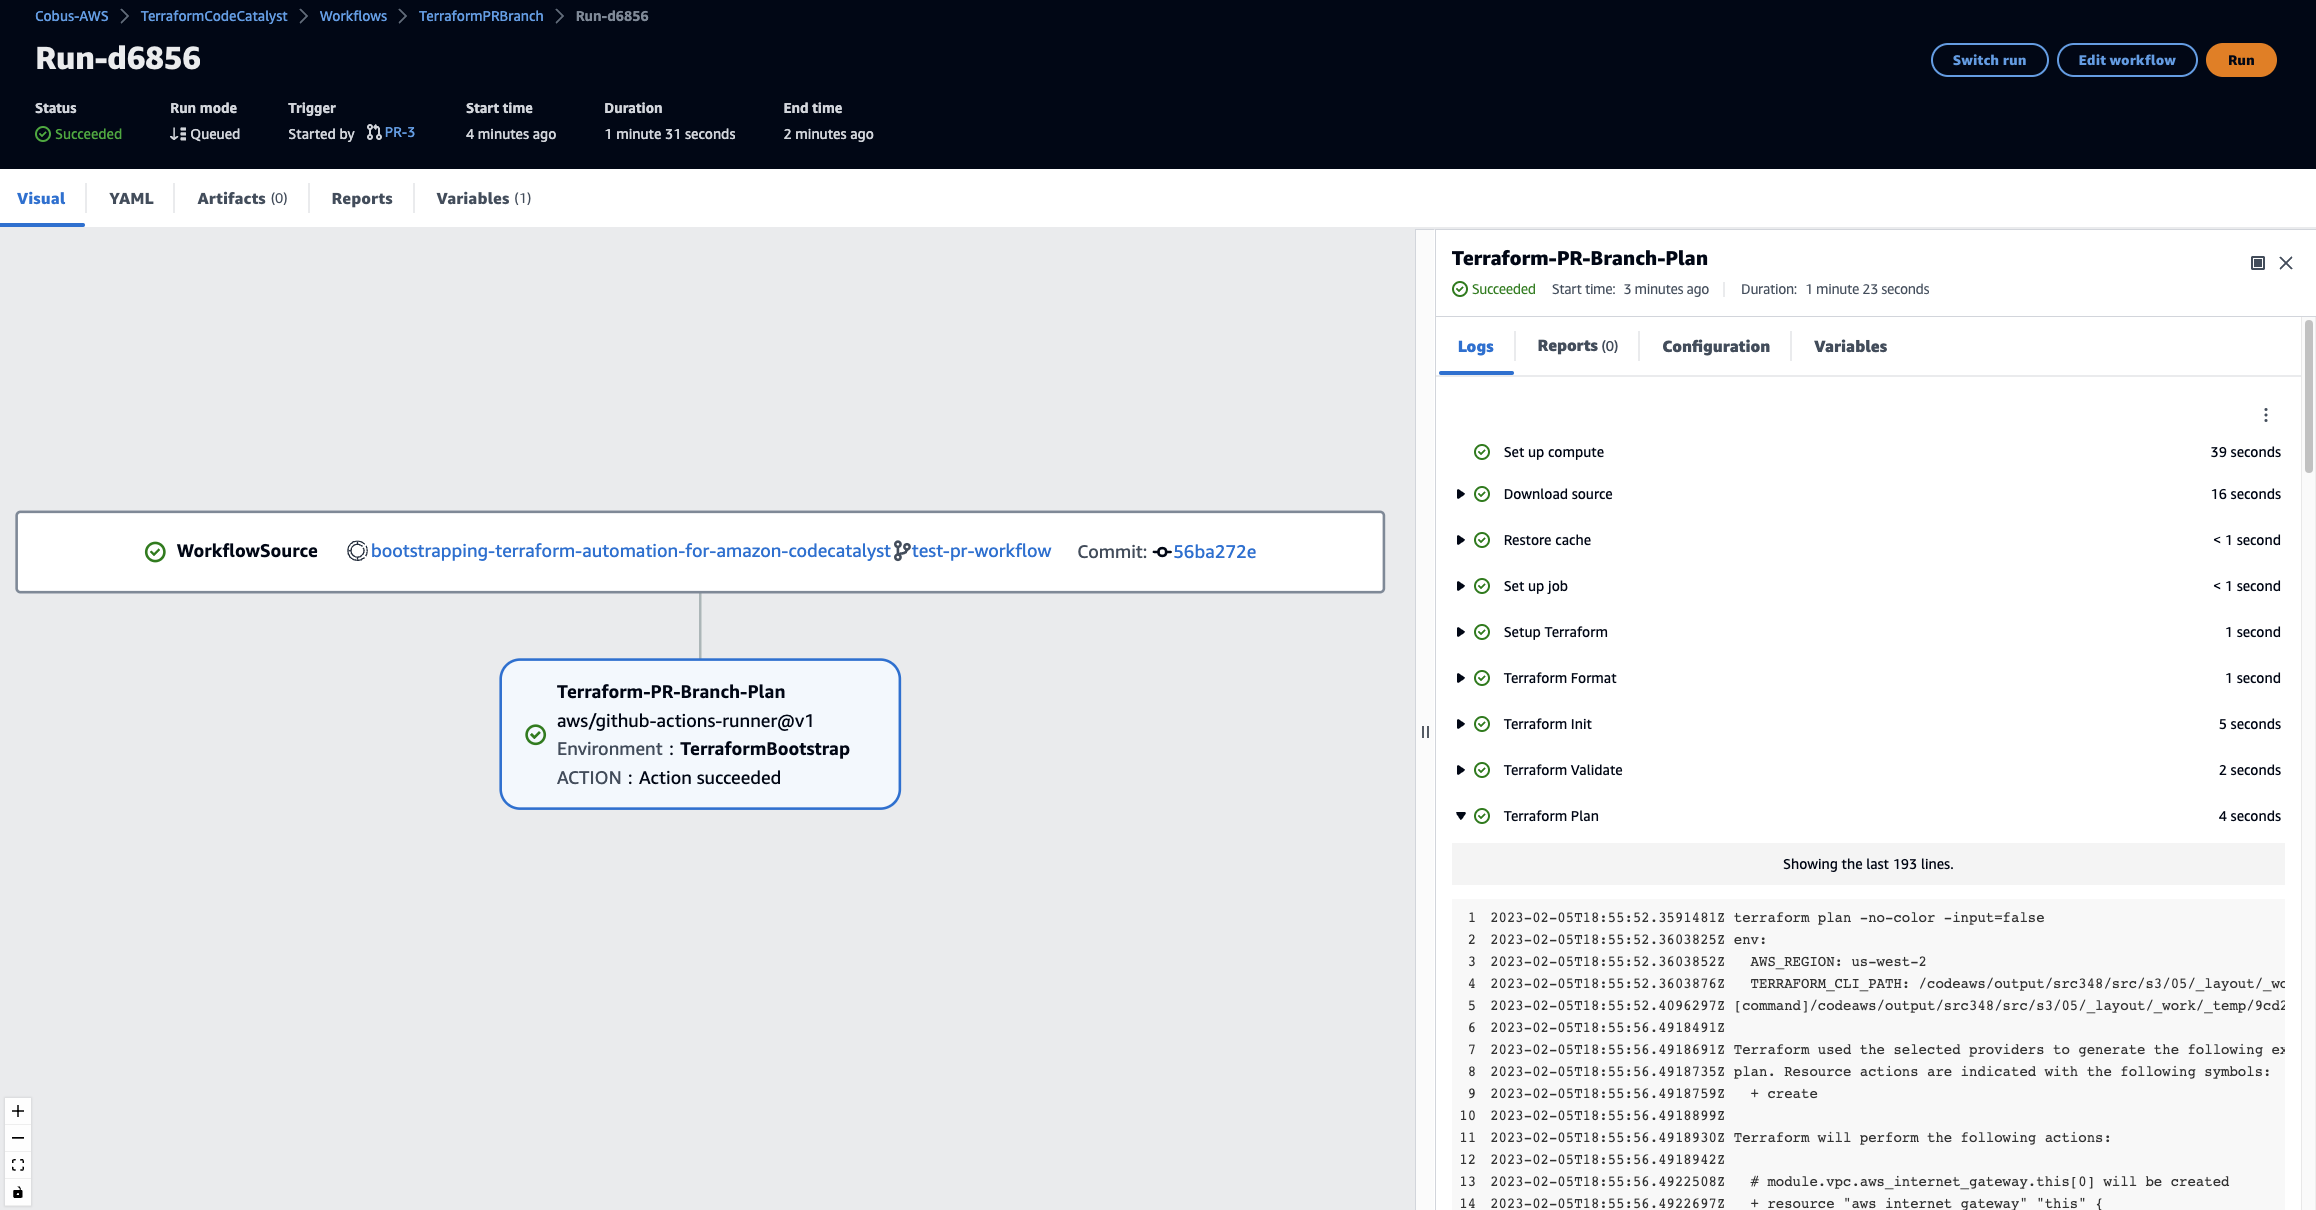 Cobus-AWS TerraformCodeCatalyst Workflows TerraformPRBranch Run-d6856
Run-d6856
Switch run Edit workflow Run
Status Run mode Trigger Start time Duration End time
Succeeded Queued Started by PR-3 4 minutes ago 1 minute 31 seconds 2 minutes ago
Visual YAML Artifacts (0) Reports Variables (1)
WorkflowSource bootstrapping-terraform-automation-for-amazon-codecatalyst test-pr-workflow Commit: 56ba272e
Terraform-PR-Branch-Plan
aws/github-actions-runner@v1
Environment : TerraformBootstrap
ACTION : Action succeeded
Terraform-PR-Branch-Plan
Succeeded Start time: 3 minutes ago Duration: 1 minute 23 seconds
Logs Reports (0) Configuration Variables
Set up compute 39 seconds
Download source 16 seconds
Restore cache < 1 second
Set up job < 1 second
Setup Terraform 1 second
Terraform Format 1 second
Terraform Init 5 seconds
Terraform Validate 2 seconds
Terraform Plan 4 seconds
Showing the last 193 lines.
1 2023-02-05T18:55:52.3591481Z terraform plan -no-color -input=false
2 2023-02-05T18:55:52.3603825Z env:
3 2023-02-05T18:55:52.3603852Z AWS_REGION: us-west-2
4 2023-02-05T18:55:52.3603876Z TERRAFORM_CLI_PATH: /codeaws/output/src348/src/s3/05/_layout/_wo
5 2023-02-05T18:55:52.4096297Z [command]/codeaws/output/src348/src/s3/05/_layout/_work/_temp/9cd2
6 2023-02-05T18:55:56.4918491Z
7 2023-02-05T18:55:56.4918691Z Terraform used the selected providers to generate the following ex
8 2023-02-05T18:55:56.4918735Z plan. Resource actions are indicated with the following symbols:
9 2023-02-05T18:55:56.4918759Z + create
10 2023-02-05T18:55:56.4918899Z
11 2023-02-05T18:55:56.4918930Z Terraform will perform the following actions:
12 2023-02-05T18:55:56.4918942Z
13 2023-02-05T18:55:56.4922508Z # module.vpc.aws_internet_gateway.this[0] will be created
14 2023-02-05T18:55:56.4922697Z + resource "aws_internet_gateway" "this" {